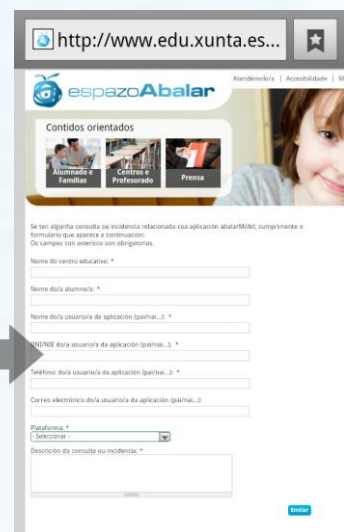 http://www.edu.xunta.es...
Atendémolo/a | Accesibilidade | M
espazoAbalar
Contidos orientados
Alumnado e Familias
Centros e Profesorado
Prensa
Se ten algunha consulta ou incidencia relacionada coa aplicación abalarMóbil, cumprimente o
formulario que aparece a continuación:
Os campos con asterisco son obrigatorios.
Nome do centro educativo: *
Nome do/a alumno/a: *
Nome do/a usuario/a da aplicación (pai/nai...): *
DNI/NIE do/a usuario/a da aplicación (pai/nai...): *
Teléfono do/a usuario/a da aplicación (pai/nai...): *
Correo electrónico do/a usuario/a da aplicación (pai/nai...):
Plataforma: *
- Seleccionar -
Descrición da consulta ou incidencia: *
Enviar